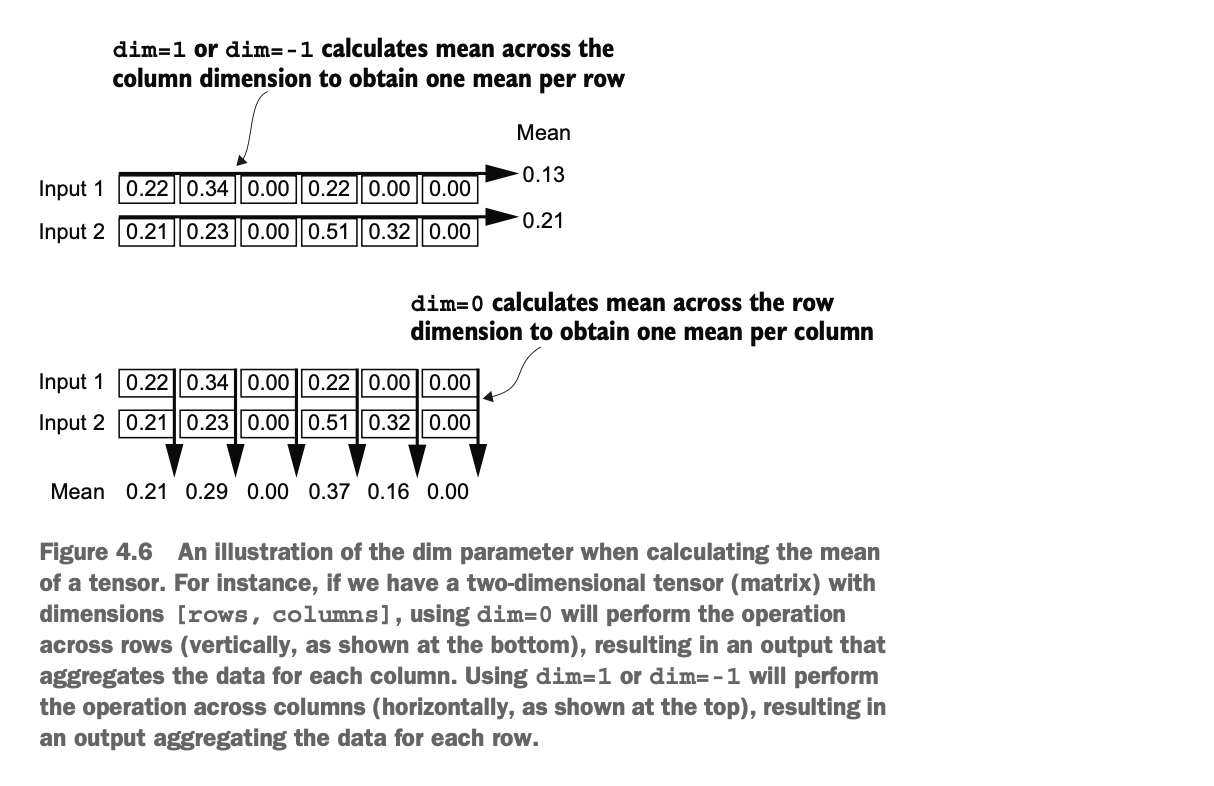 dim=1 or dim=-1 calculates mean across the
column dimension to obtain one mean per row
Mean
Input 1 0.22 0.34 0.00 0.22 0.00 0.00 0.13
Input 2 0.21 0.23 0.00 0.51 0.32 0.00 0.21
dim=0 calculates mean across the row
dimension to obtain one mean per column
Input 1 0.22 0.34 0.00 0.22 0.00 0.00
Input 2 0.21 0.23 0.00 0.51 0.32 0.00
Mean 0.21 0.29 0.00 0.37 0.16 0.00
Figure 4.6 An illustration of the dim parameter when calculating the mean
of a tensor. For instance, if we have a two-dimensional tensor (matrix) with
dimensions [rows, columns], using dim=0 will perform the operation
across rows (vertically, as shown at the bottom), resulting in an output that
aggregates the data for each column. Using dim=1 or dim=-1 will perform
the operation across columns (horizontally, as shown at the top), resulting in
an output aggregating the data for each row.